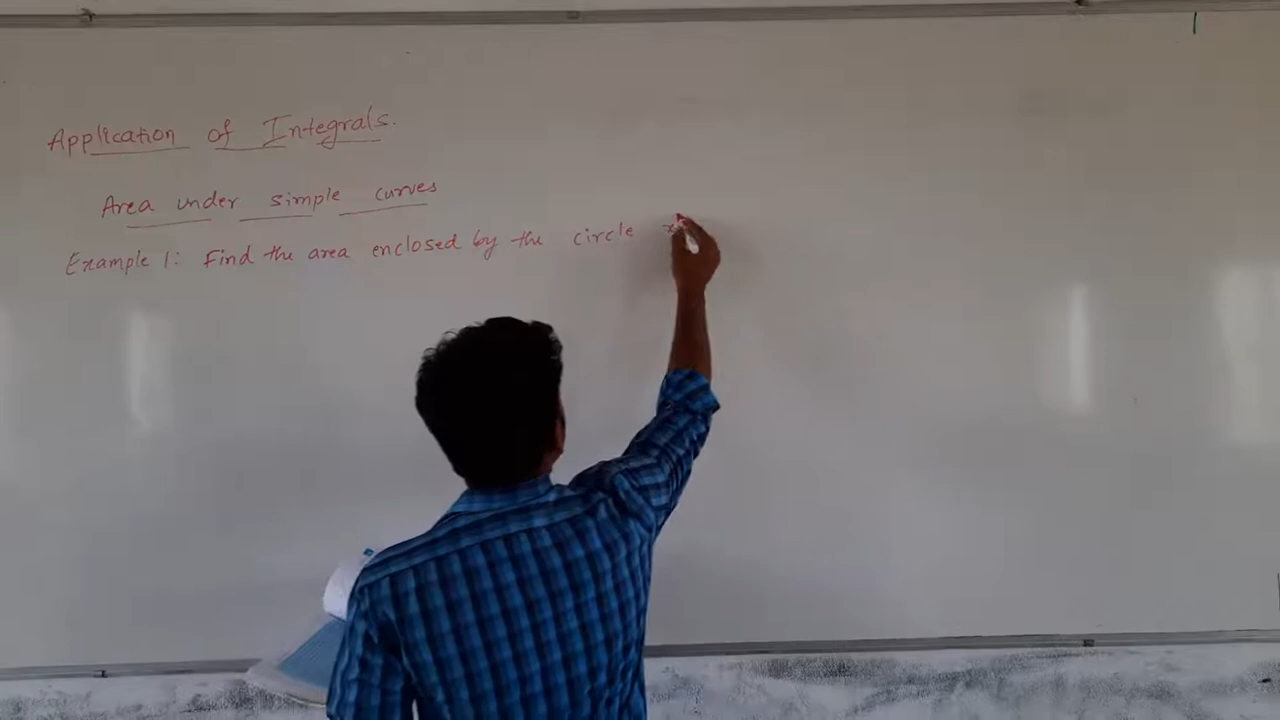 Application of Integrals.
Area under simple curves
Example 1: Find the area enclosed by the circle x